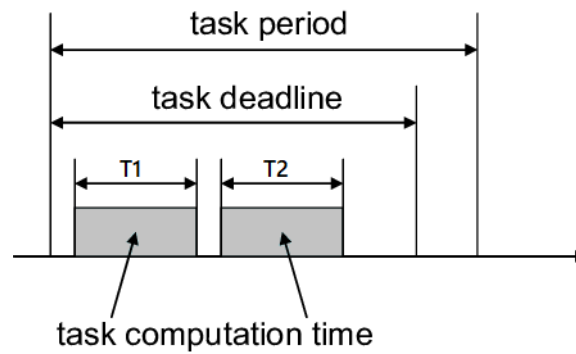 task period
task deadline
T1 T2
task computation time